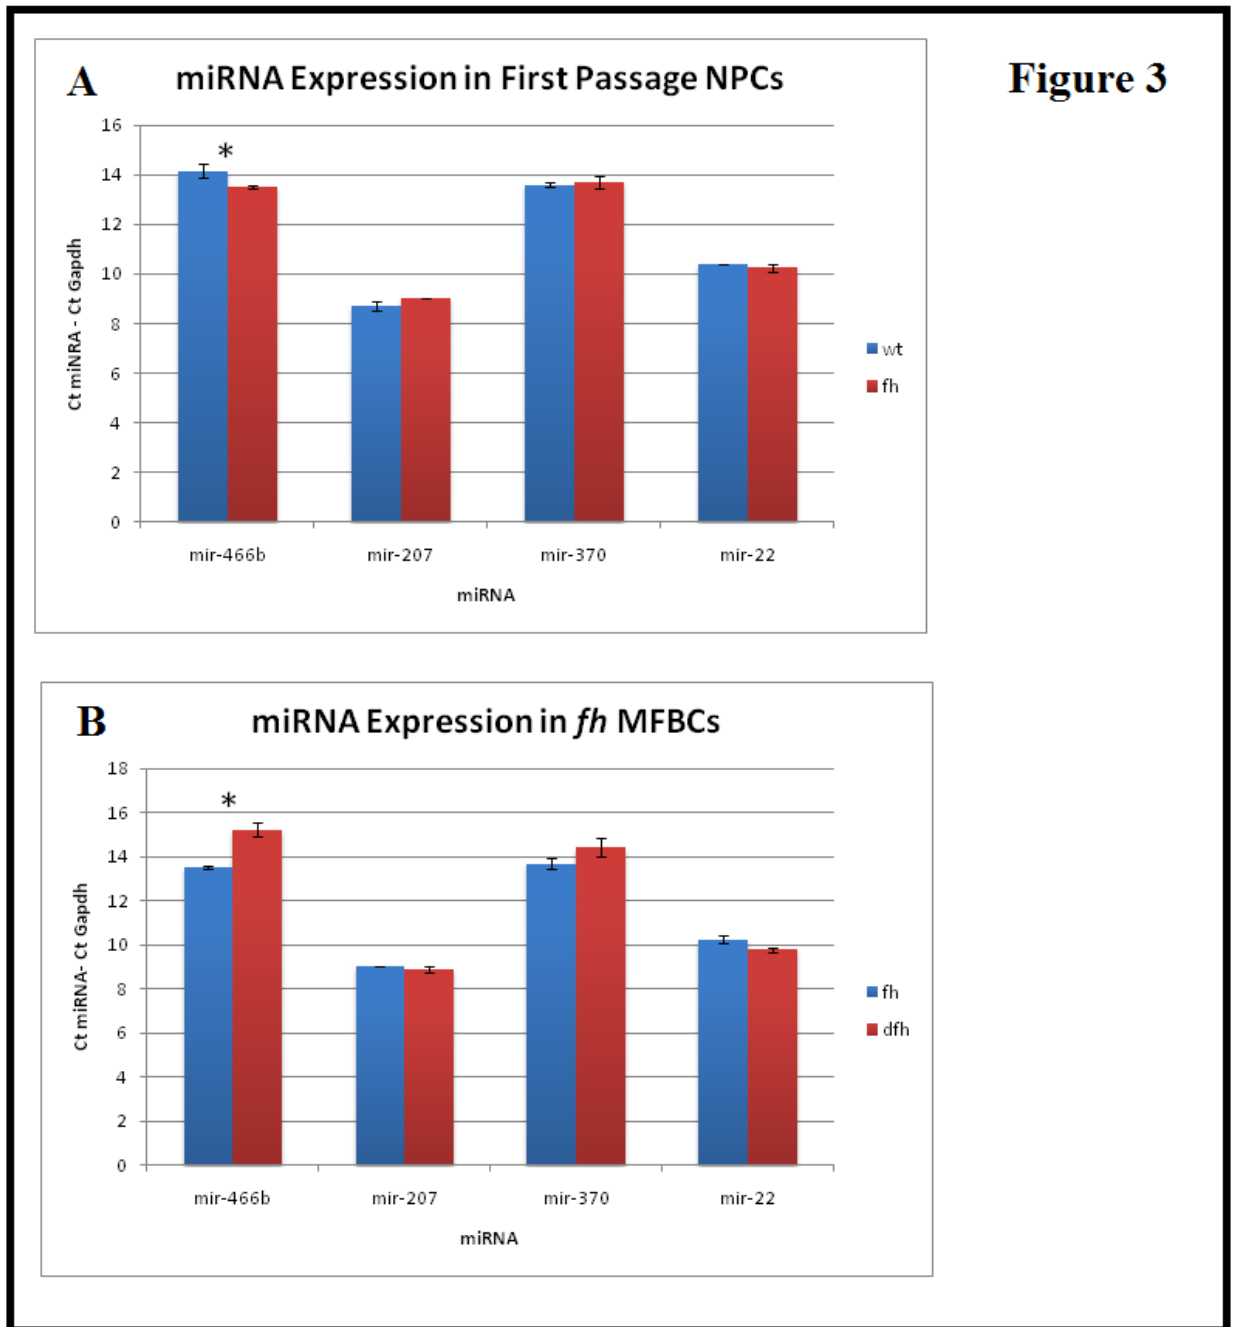 Figure 3
A
miRNA Expression in First Passage NPCs
16
14
12
10
8
6
4
2
0
*
Ct miNRA - Ct Gapdh
mir-466b mir-207 mir-370 mir-22
miRNA
wt
fh
B
miRNA Expression in fh MFBCs
18
16
14
12
10
8
6
4
2
0
*
Ct miRNA- Ct Gapdh
mir-466b mir-207 mir-370 mir-22
miRNA
fh
dfh